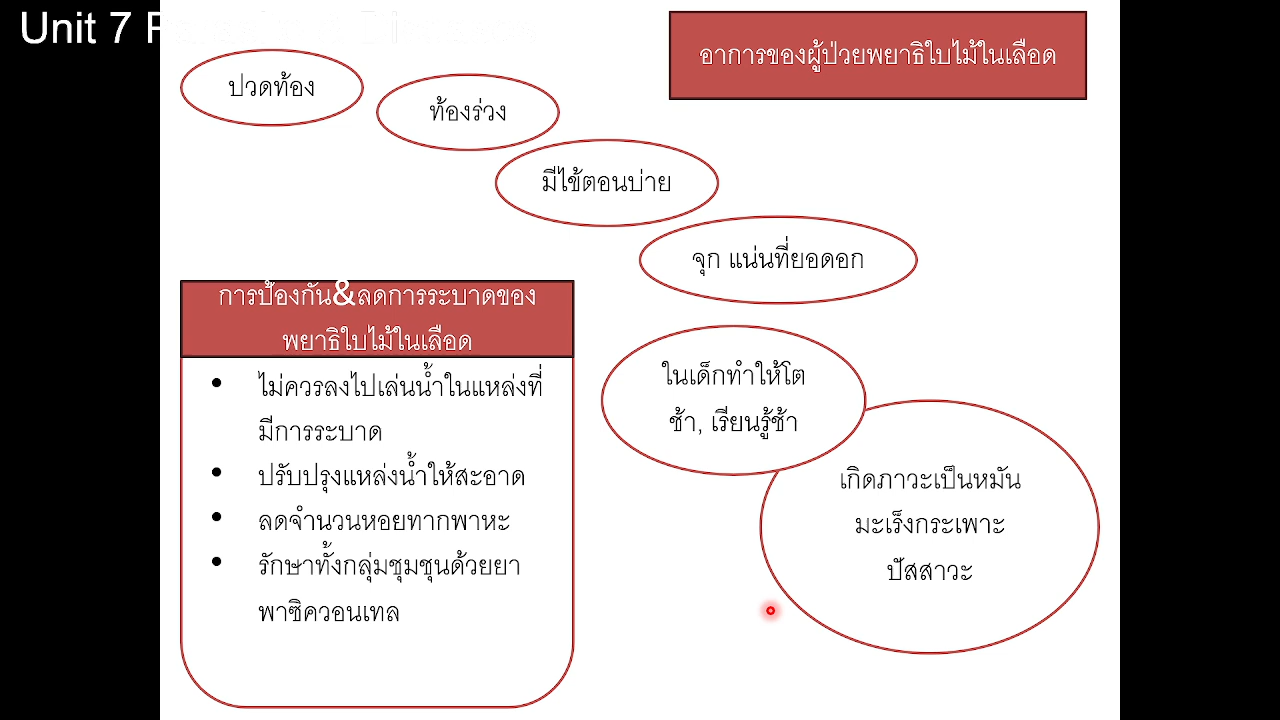 Unit 7
อาการของผู้ป่วยพยาธิใบไม้ในเลือด
ปวดท้อง
ท้องร่วง
มีไข้ตอนบ่าย
จุก แน่นที่ยอดอก
ในเด็กทำให้โต
ช้า, เรียนรู้ช้า
เกิดภาวะเป็นหมัน
มะเร็งกระเพาะ
ปัสสาวะ
การป้องกัน&ลดการระบาดของ
พยาธิใบไม้ในเลือด
• ไม่ควรลงไปเล่นน้ำในแหล่งที่
มีการระบาด
• ปรับปรุงแหล่งน้ำให้สะอาด
• ลดจำนวนหอยทากพาหะ
• รักษาทั้งกลุ่มชุมชุนด้วยยา
พาซิควอนเทล